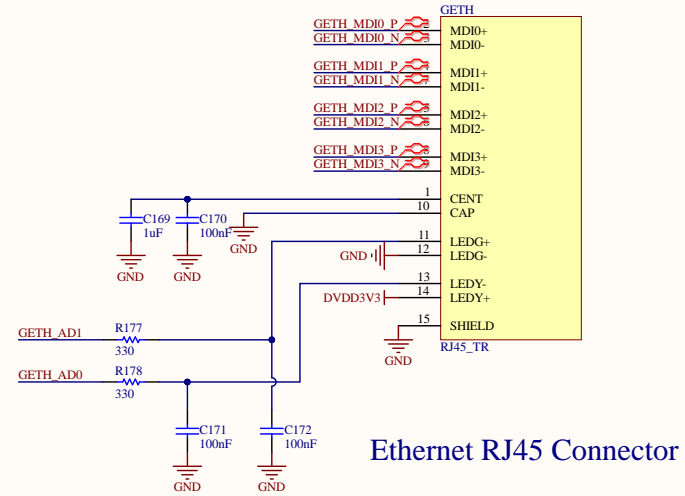 GETH
GETH_MDI0_P MDI0+
GETH_MDI0_N MDI0-
GETH_MDI1_P MDI1+
GETH_MDI1_N MDI1-
GETH_MDI2_P MDI2+
GETH_MDI2_N MDI2-
GETH_MDI3_P MDI3+
GETH_MDI3_N MDI3-
1 CENT
10 CAP
C169
1uF
C170
100nF
GND
GND
GND
11 LEDG+
GND 12 LEDG-
13 LEDY-
DVDD3V3 14 LEDY+
15 SHIELD
GND
RJ45_TR
GETH_AD1
R177
330
GETH_AD0
R178
330
C171
100nF
C172
100nF
GND
GND
Ethernet RJ45 Connector